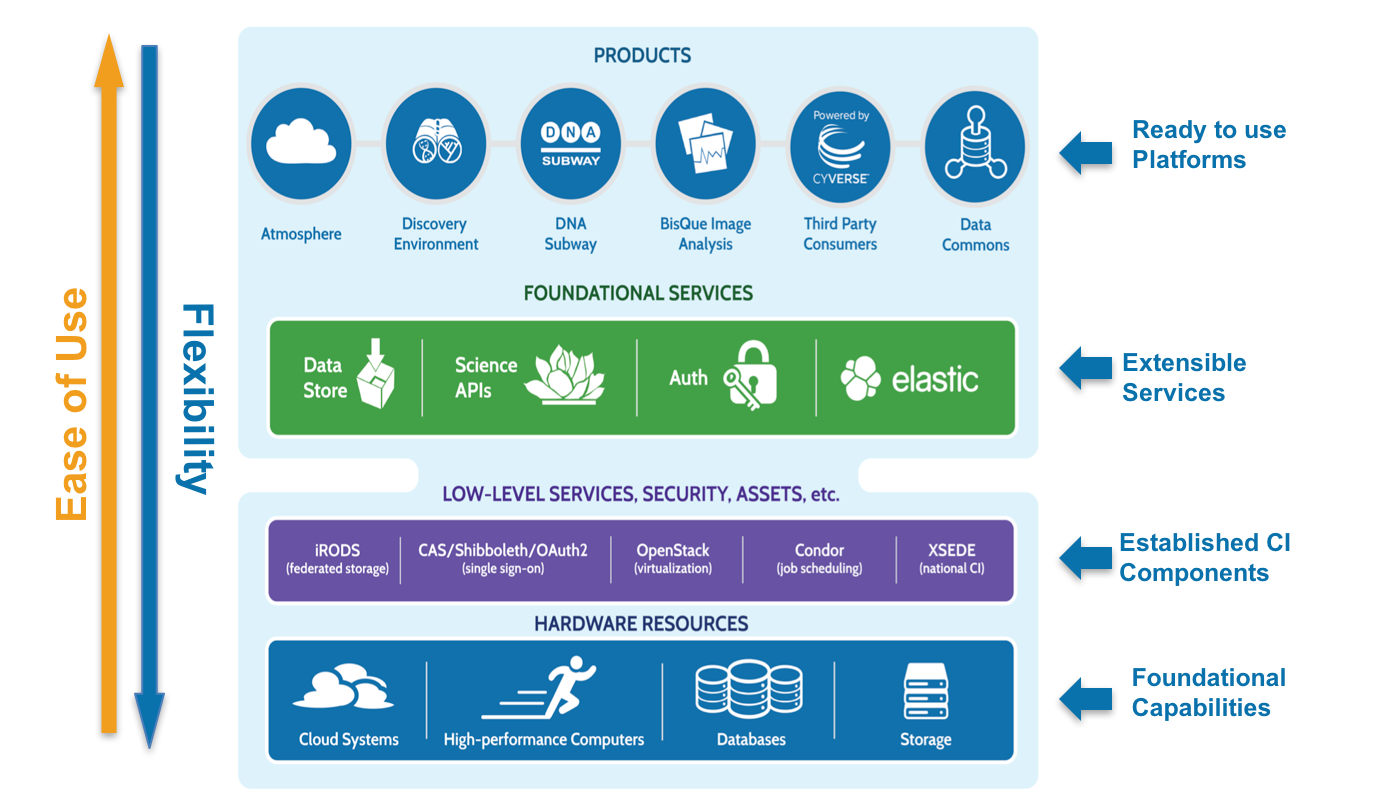 PRODUCTS
DNA
SUBWAY
Powered by
CYVERSE™
Atmosphere
Discovery
Environment
DNA
Subway
BisQue Image
Analysis
Third Party
Consumers
Data
Commons
Ready to use
Platforms
Ease of Use
Flexibility
FOUNDATIONAL SERVICES
Data
Store
Science
APIs
Auth
elastic
Extensible
Services
LOW-LEVEL SERVICES, SECURITY, ASSETS, etc.
iRODS
(federated storage)
CAS/Shibboleth/OAuth2
(single sign-on)
OpenStack
(virtualization)
Condor
(job scheduling)
XSEDE
(national CI)
Established CI
Components
HARDWARE RESOURCES
Cloud Systems
High-performance Computers
Databases
Storage
Foundational
Capabilities